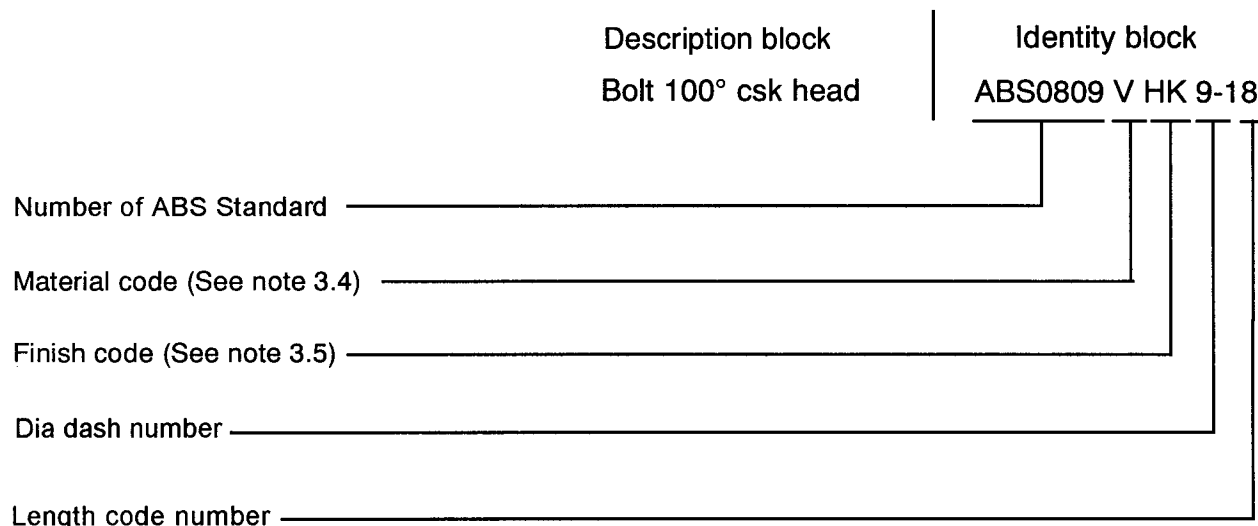 Description block
Identity block
Bolt 100° csk head
ABS0809 V HK 9-18
Number of ABS Standard
Material code (See note 3.4)
Finish code (See note 3.5)
Dia dash number
Length code number